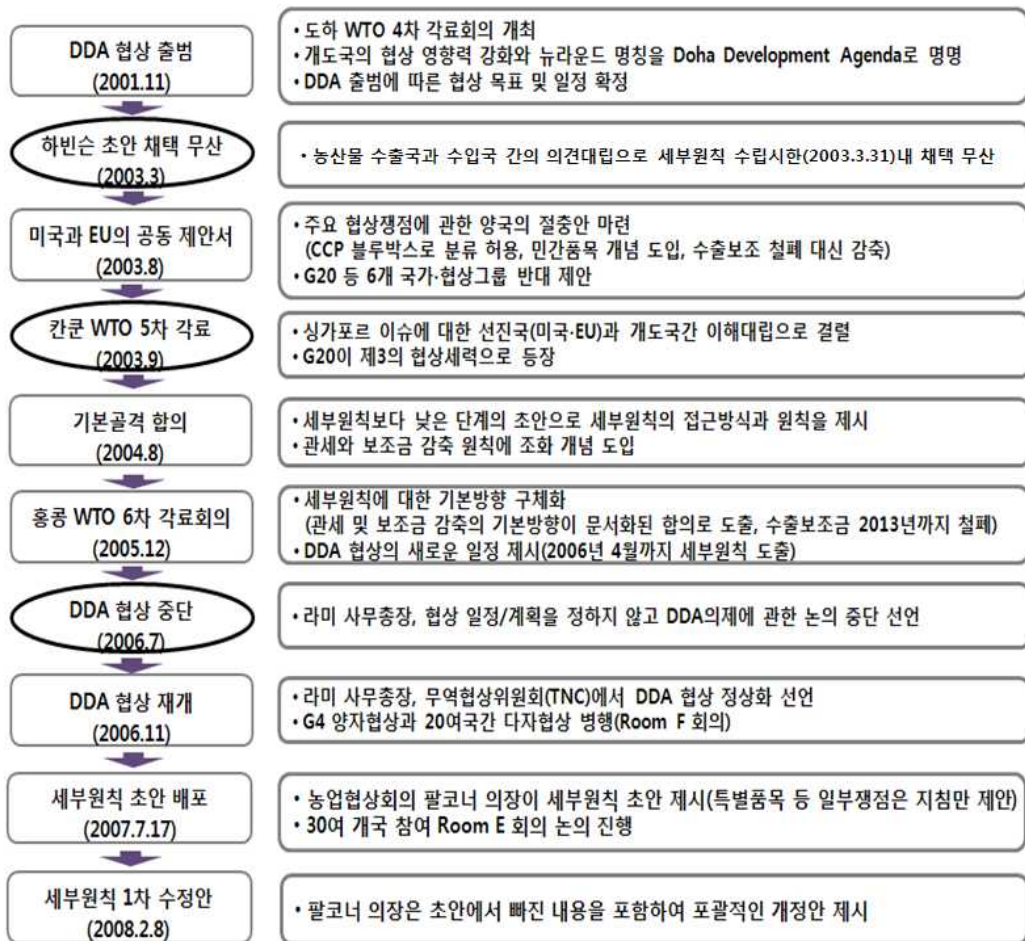 DDA 협상 출범
(2001.11)
• 도하 WTO 4차 각료회의 개최
• 개도국의 협상 영향력 강화와 뉴라운드 명칭을 Doha Development Agenda로 명명
• DDA 출범에 따른 협상 목표 및 일정 확정
하빈슨 초안 채택 무산
(2003.3)
• 농산물 수출국과 수입국 간의 의견대립으로 세부원칙 수립시한(2003.3.31)내 채택 무산
미국과 EU의 공동 제안서
(2003.8)
• 주요 협상쟁점에 관한 양국의 절충안 마련
(CCP 블루박스로 분류 허용, 민간품목 개념 도입, 수출보조 철폐 대신 감축)
• G20 등 6개 국가·협상그룹 반대 제안
칸쿤 WTO 5차 각료
(2003.9)
• 싱가포르 이슈에 대한 선진국(미국·EU)과 개도국간 이해대립으로 결렬
• G20이 제3의 협상세력으로 등장
기본골격 합의
(2004.8)
• 세부원칙보다 낮은 단계의 초안으로 세부원칙의 접근방식과 원칙을 제시
• 관세와 보조금 감축 원칙에 조화 개념 도입
홍콩 WTO 6차 각료회의
(2005.12)
• 세부원칙에 대한 기본방향 구체화
(관세 및 보조금 감축의 기본방향이 문서화된 합의로 도출, 수출보조금 2013년까지 철폐)
• DDA 협상의 새로운 일정 제시(2006년 4월까지 세부원칙 도출)
DDA 협상 중단
(2006.7)
• 라미 사무총장, 협상 일정/계획을 정하지 않고 DDA의제에 관한 논의 중단 선언
DDA 협상 재개
(2006.11)
• 라미 사무총장, 무역협상위원회(TNC)에서 DDA 협상 정상화 선언
• G4 양자협상과 20여국간 다자협상 병행(Room F 회의)
세부원칙 초안 배포
(2007.7.17)
• 농업협상회의 팔코너 의장이 세부원칙 초안 제시(특별품목 등 일부쟁점은 지침만 제안)
• 30여 개국 참여 Room E 회의 논의 진행
세부원칙 1차 수정안
(2008.2.8)
• 팔코너 의장은 초안에서 빠진 내용을 포함하여 포괄적인 개정안 제시